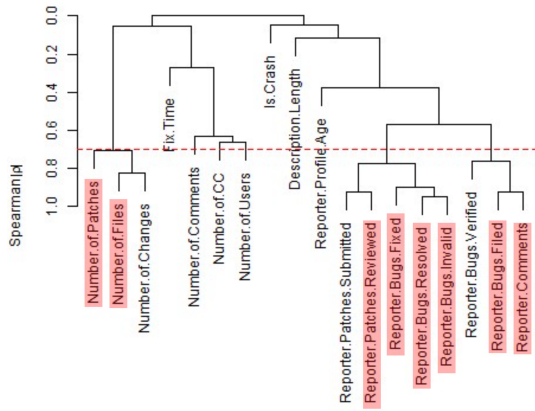 0.0
0.2
0.4
0.6
0.8
1.0
Spearman|ρ|
Number.of.Patches
Number.of.Files
Number.of.Changes
Fix.Time
Number.of.Comments
Number.of.CC
Number.of.Users
Is.Crash
Description.Length
Reporter.Profile.Age
Reporter.Patches.Submitted
Reporter.Patches.Reviewed
Reporter.Bugs.Fixed
Reporter.Bugs.Resolved
Reporter.Bugs.Invalid
Reporter.Bugs.Verified
Reporter.Bugs.Filed
Reporter.Comments